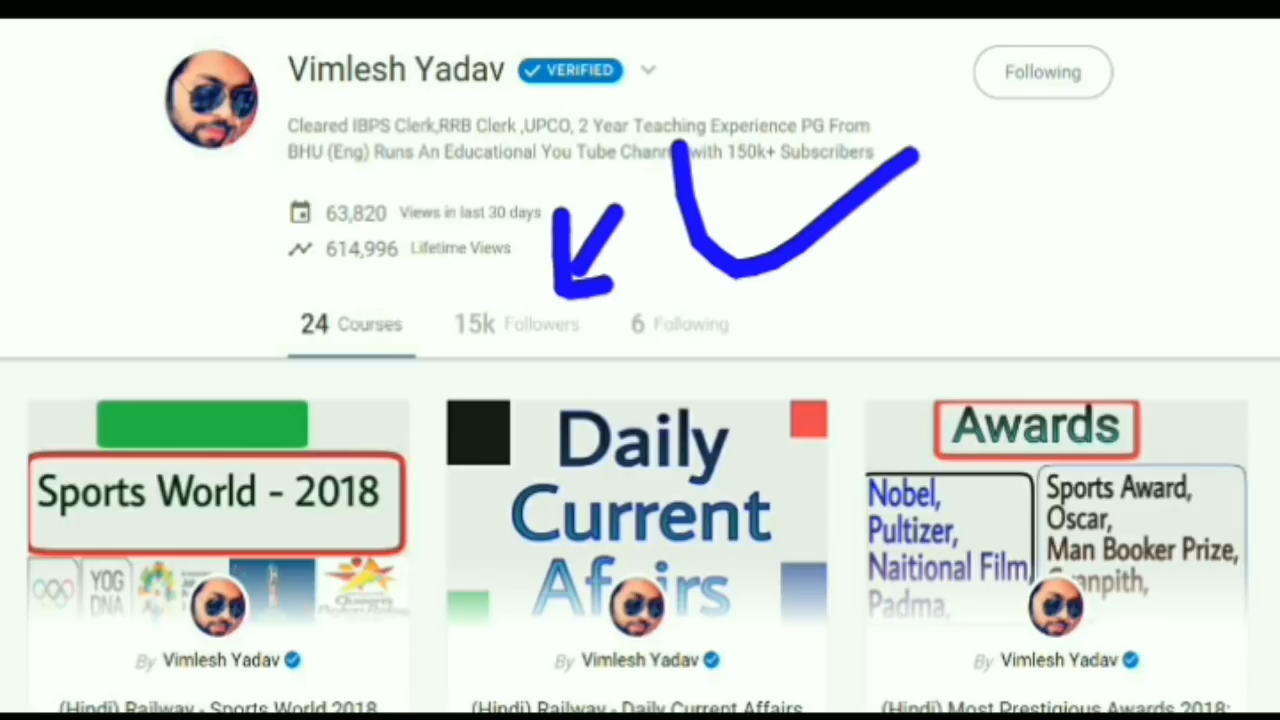 Vimlesh Yadav VERIFIED
Following
Cleared IBPS Clerk,RRB Clerk ,UPCO, 2 Year Teaching Experience PG From
BHU (Eng) Runs An Educational You Tube Channel with 150k+ Subscribers
63,820 Views in last 30 days
614,996 Lifetime Views
24 Courses 15k Followers 6 Following
Sports World - 2018
YOG
DNA
By Vimlesh Yadav
(Hindi) Railway - Sports World 2018
Daily
Current
Affairs
By Vimlesh Yadav
(Hindi) Railway - Daily Current Affairs
Awards
Nobel,
Pultizer,
Naitional Film,
Padma,
Sports Award,
Oscar,
Man Booker Prize,
By Vimlesh Yadav
(Hindi) Most Prestigious Awards 2018: